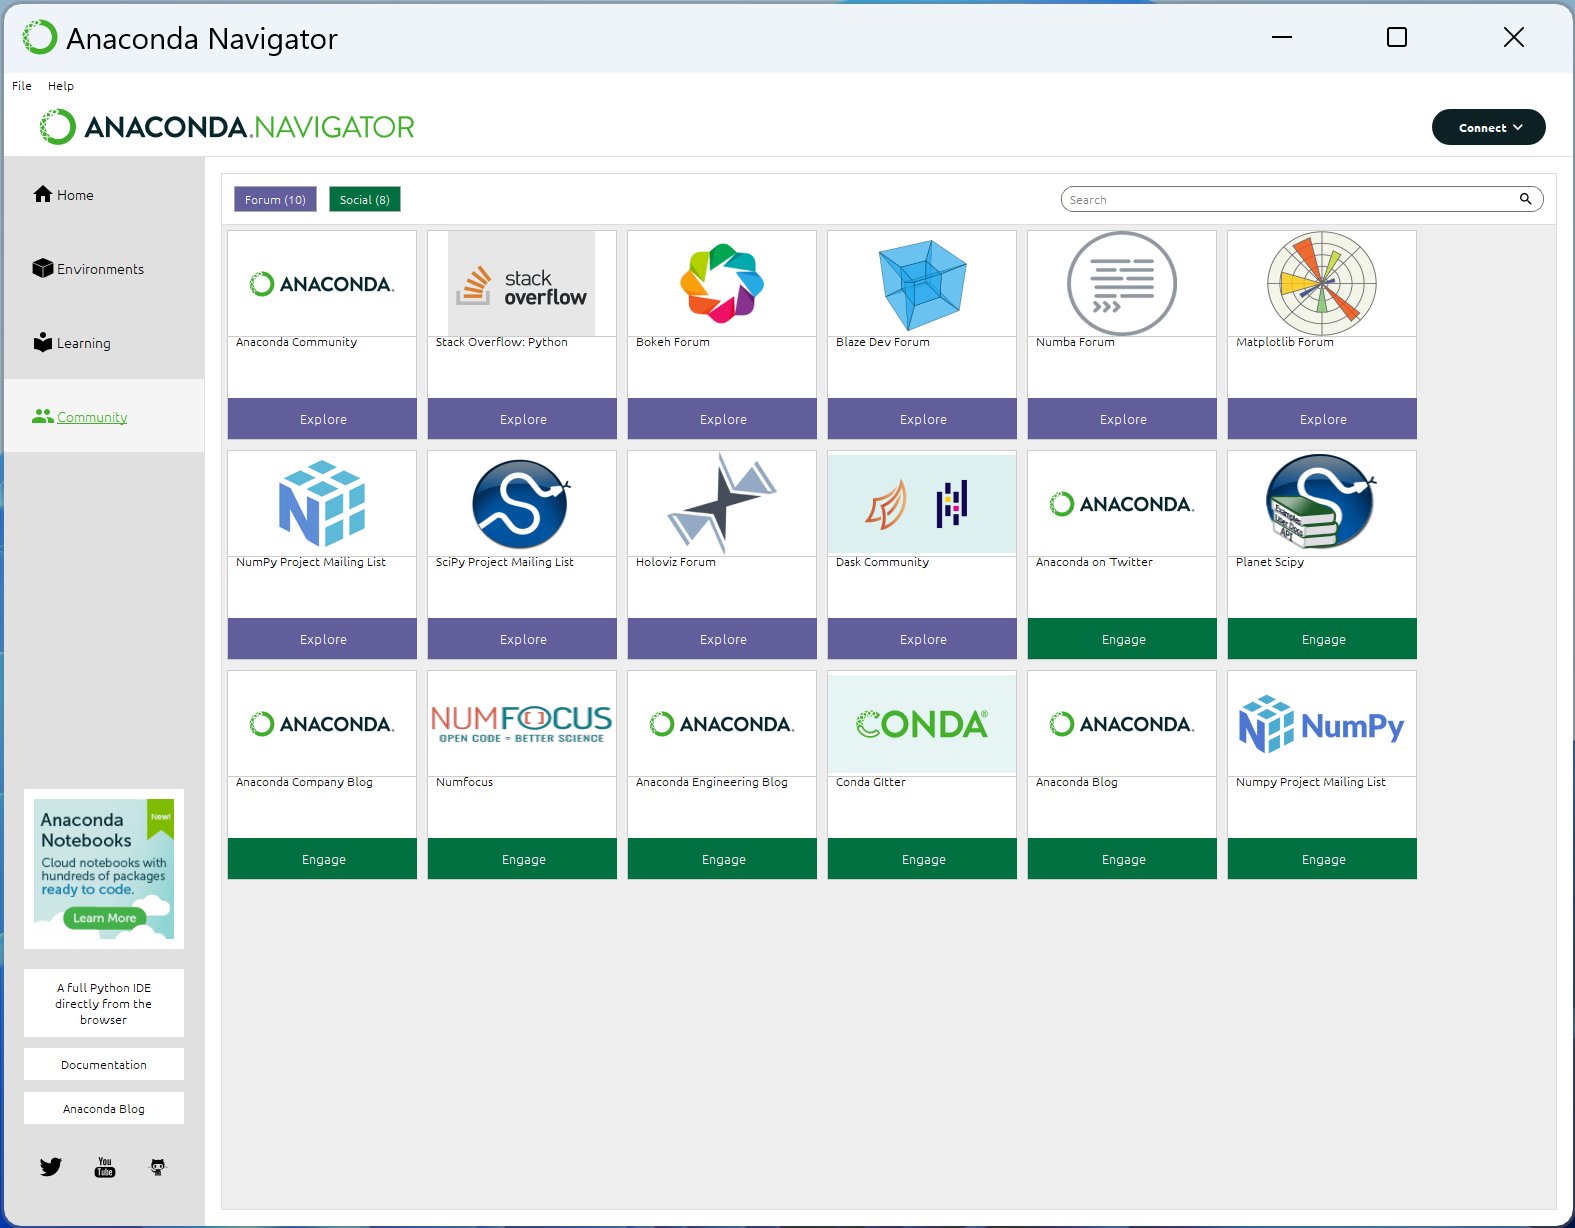 Anaconda Navigator
File Help
ANACONDA.NAVIGATOR
Connect
Home
Environments
Learning
Community
Forum (10) Social (8) Search
ANACONDA. stack overflow
Anaconda Community Stack Overflow: Python Bokeh Forum Blaze Dev Forum Numba Forum Matplotlib Forum
Explore Explore Explore Explore Explore Explore
N S ANACONDA. Examples User Docs API
NumPy Project Mailing List SciPy Project Mailing List Holoviz Forum Dask Community Anaconda on Twitter Planet Scipy
Explore Explore Explore Explore Engage Engage
ANACONDA. NUMFOCUS ANACONDA. CONDA® ANACONDA. NumPy
OPEN CODE = BETTER SCIENCE
Anaconda Company Blog Numfocus Anaconda Engineering Blog Conda GItter Anaconda Blog Numpy Project Mailing List
Engage Engage Engage Engage Engage Engage
Anaconda New!
Notebooks
Cloud notebooks with
hundreds of packages
ready to code.
Learn More
A full Python IDE
directly from the
browser
Documentation
Anaconda Blog
You
Tube